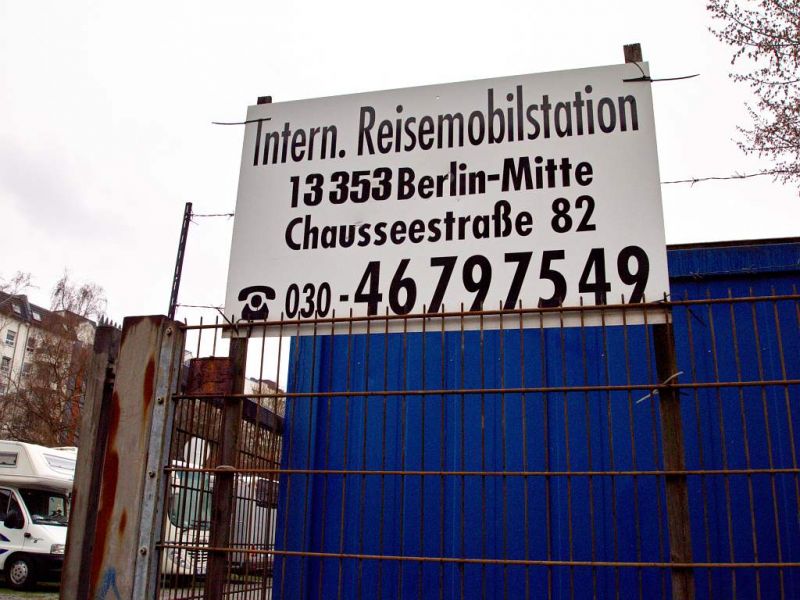 Intern. Reisemobilstation
13353 Berlin-Mitte
Chausseestraße 82
☎ 030-46797549